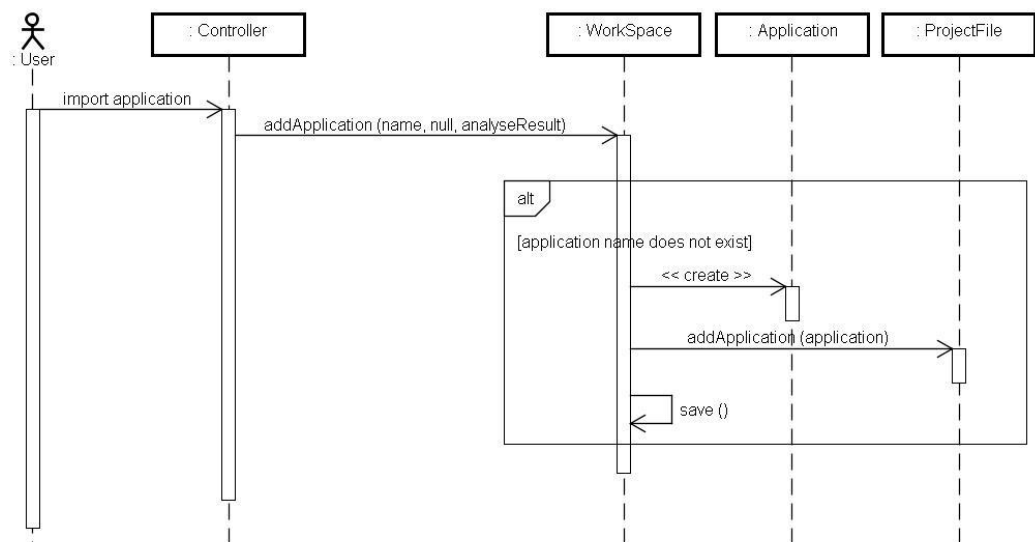 : User
: Controller
: WorkSpace
: Application
: ProjectFile
import application
addApplication (name, null, analyseResult)
alt
[application name does not exist]
<< create >>
addApplication (application)
save ()